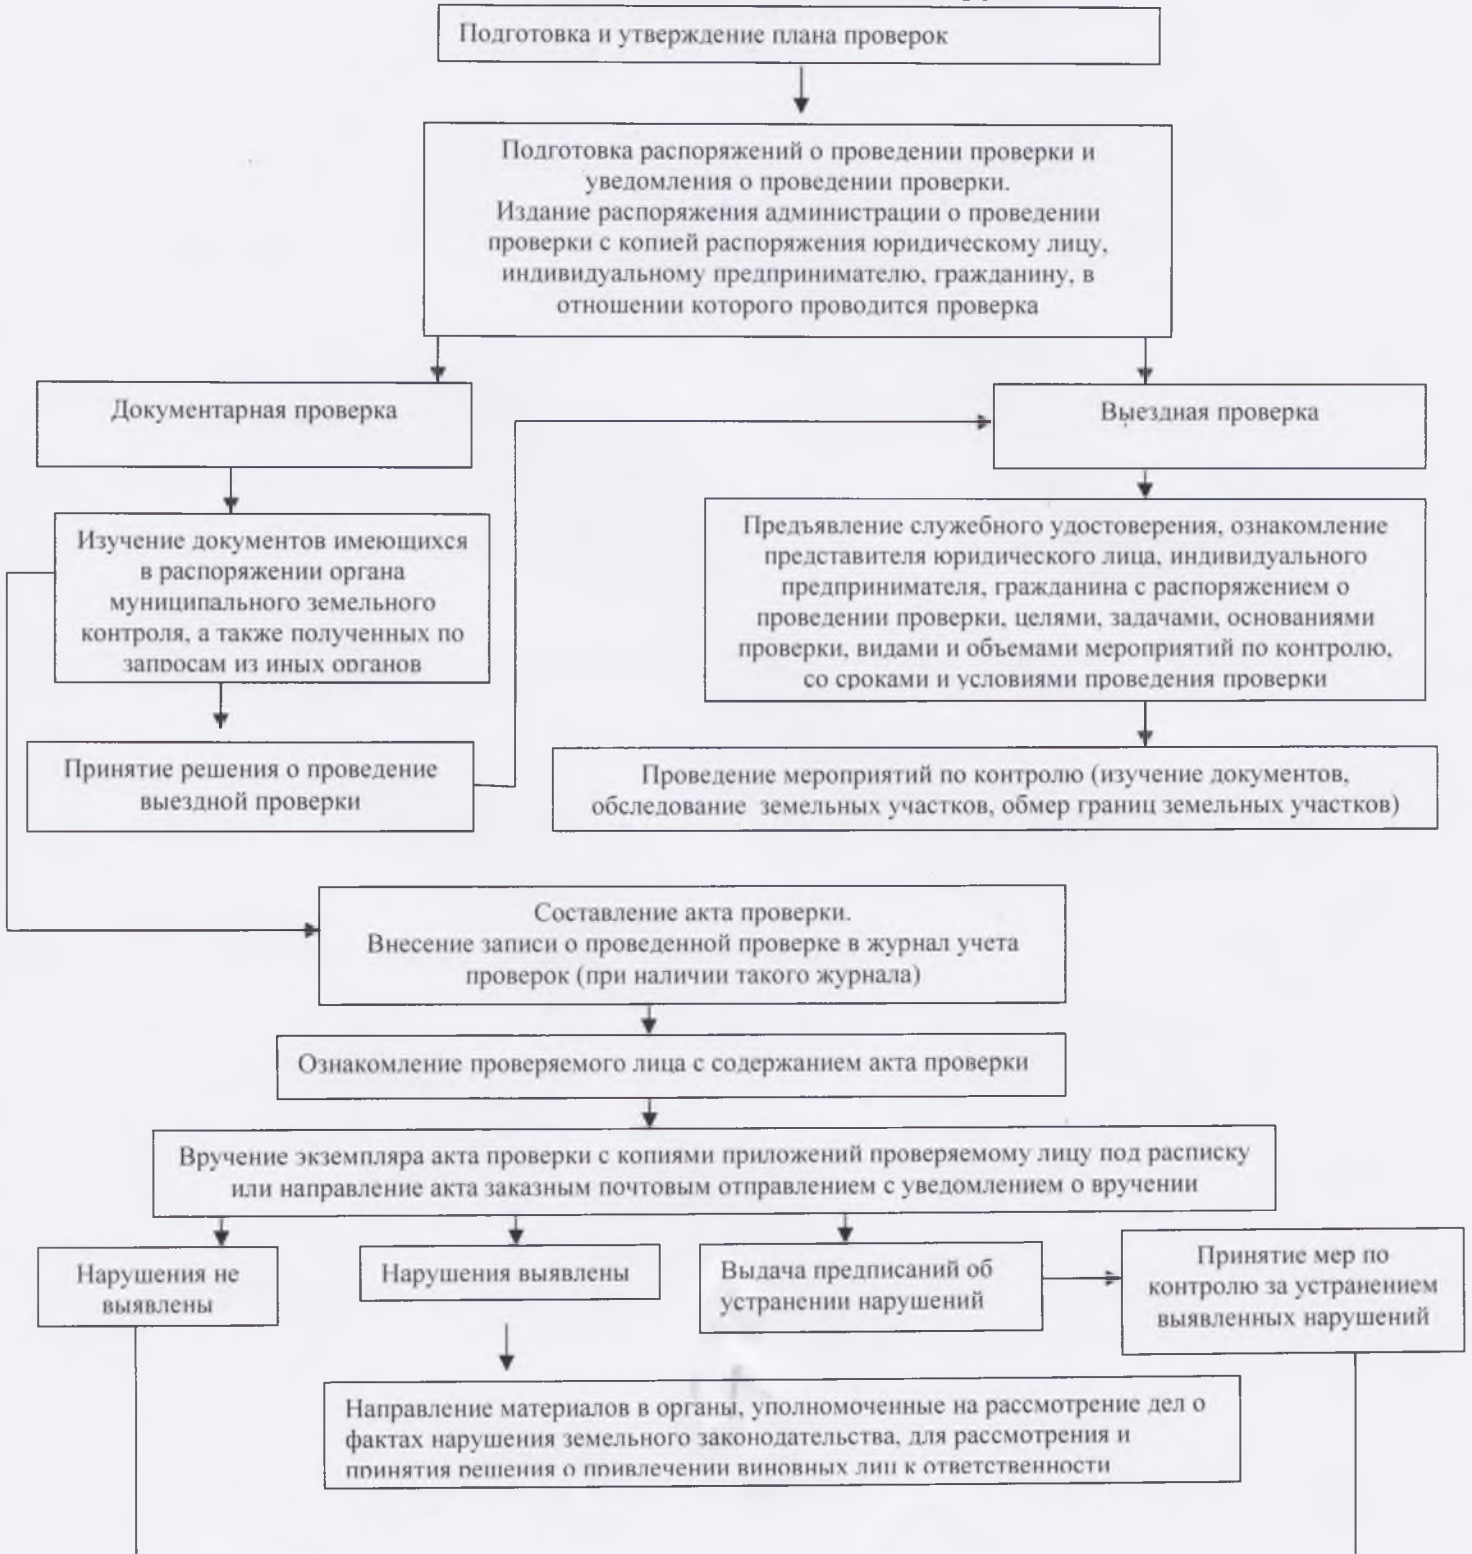 Подготовка и утверждение плана проверок
Подготовка распоряжений о проведении проверки и
уведомления о проведении проверки.
Издание распоряжения администрации о проведении
проверки с копией распоряжения юридическому лицу,
индивидуальному предпринимателю, гражданину, в
отношении которого проводится проверка
Документарная проверка
Выездная проверка
Изучение документов имеющихся
в распоряжении органа
муниципального земельного
контроля, а также полученных по
запросам из иных органов
Предъявление служебного удостоверения, ознакомление
представителя юридического лица, индивидуального
предпринимателя, гражданина с распоряжением о
проведении проверки, целями, задачами, основаниями
проверки, видами и объемами мероприятий по контролю,
со сроками и условиями проведения проверки
Принятие решения о проведение
выездной проверки
Проведение мероприятий по контролю (изучение документов,
обследование земельных участков, обмер границ земельных участков)
Составление акта проверки.
Внесение записи о проведенной проверке в журнал учета
проверок (при наличии такого журнала)
Ознакомление проверяемого лица с содержанием акта проверки
Вручение экземпляра акта проверки с копиями приложений проверяемому лицу под расписку
или направление акта заказным почтовым отправлением с уведомлением о вручении
Нарушения не
выявлены
Нарушения выявлены
Выдача предписаний об
устранении нарушений
Принятие мер по
контролю за устранением
выявленных нарушений
Направление материалов в органы, уполномоченные на рассмотрение дел о
фактах нарушения земельного законодательства, для рассмотрения и
принятия решения о привлечении виновных лиц к ответственности